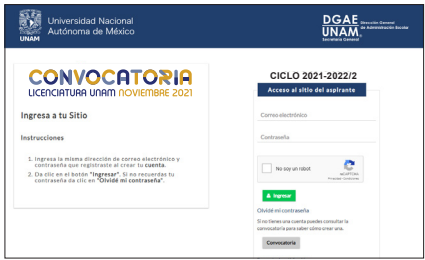 Universidad Nacional
Autónoma de México
UNAM
DGAE
UNAM
Dirección General
de Administración Escolar
Secretaría General
CONVOCATORIA
LICENCIATURA UNAM NOVIEMBRE 2021
Ingresa a tu Sitio
Instrucciones
1. Ingresa la misma dirección de correo electrónico y
contraseña que registraste al crear tu cuenta.
2. Da clic en el botón "Ingresar". Si no recuerdas tu
contraseña da clic en "Olvidé mi contraseña".
CICLO 2021-2022/2
Acceso al sitio del aspirante
Correo electrónico
Contraseña
No soy un robot
reCAPTCHA
Ingresar
Olvidé mi contraseña
Si no tienes una cuenta puedes consultar la
convocatoria para saber cómo crear una.
Convocatoria